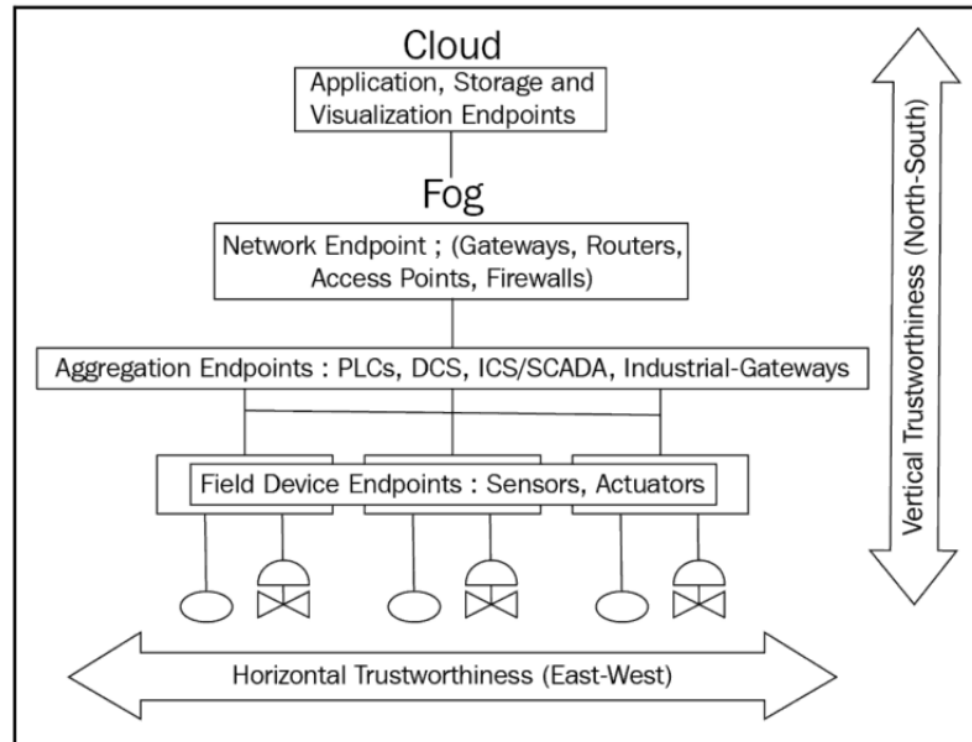 Cloud
Application, Storage and
Visualization Endpoints
Fog
Network Endpoint ; (Gateways, Routers,
Access Points, Firewalls)
Aggregation Endpoints : PLCs, DCS, ICS/SCADA, Industrial-Gateways
Field Device Endpoints : Sensors, Actuators
Horizontal Trustworthiness (East-West)
Vertical Trustworthiness (North-South)